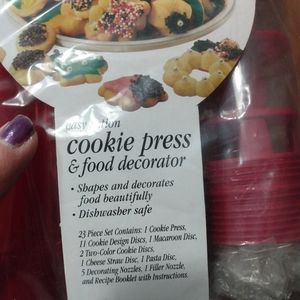 easy action
cookie press
& food decorator
• Shapes and decorates
food beautifully
• Dishwasher safe
23 Piece Set Contains: 1 Cookie Press,
11 Cookie Design Discs, 1 Macaroon Disc,
2 Two-Color Cookie Discs,
1 Cheese Straw Disc, 1 Pasta Disc,
5 Decorating Nozzles, 1 Filler Nozzle,
and Recipe Booklet with Instructions.